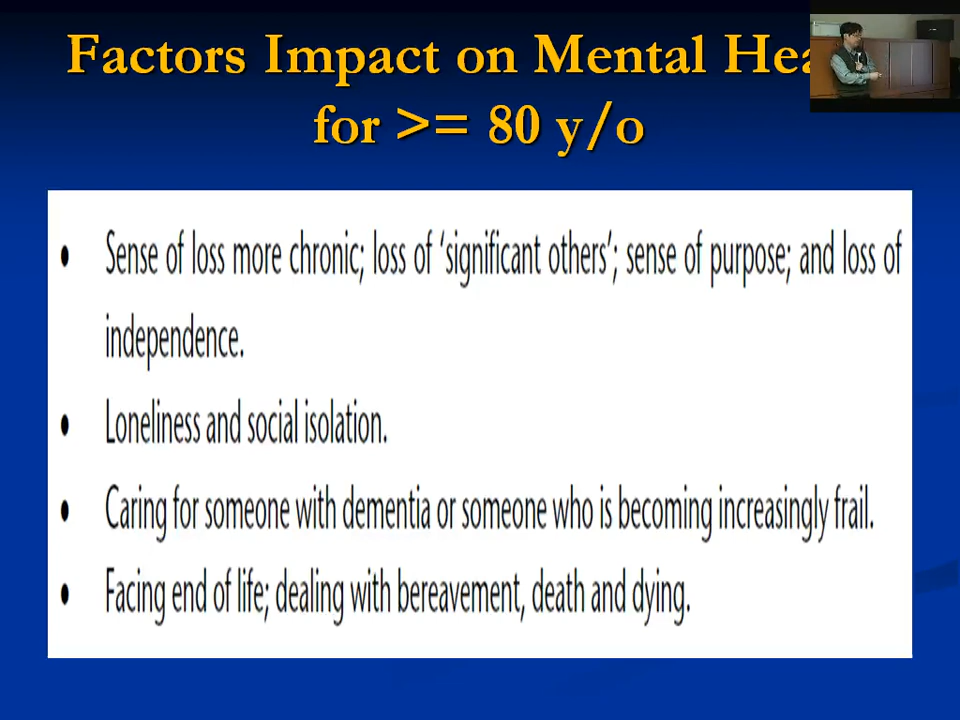 Factors Impact on Mental
for >= 80 y/o
• Sense of loss more chronic; loss of ‘significant others’; sense of purpose; and loss of
independence.
• Loneliness and social isolation.
• Caring for someone with dementia or someone who is becoming increasingly frail.
• Facing end of life; dealing with bereavement, death and dying.